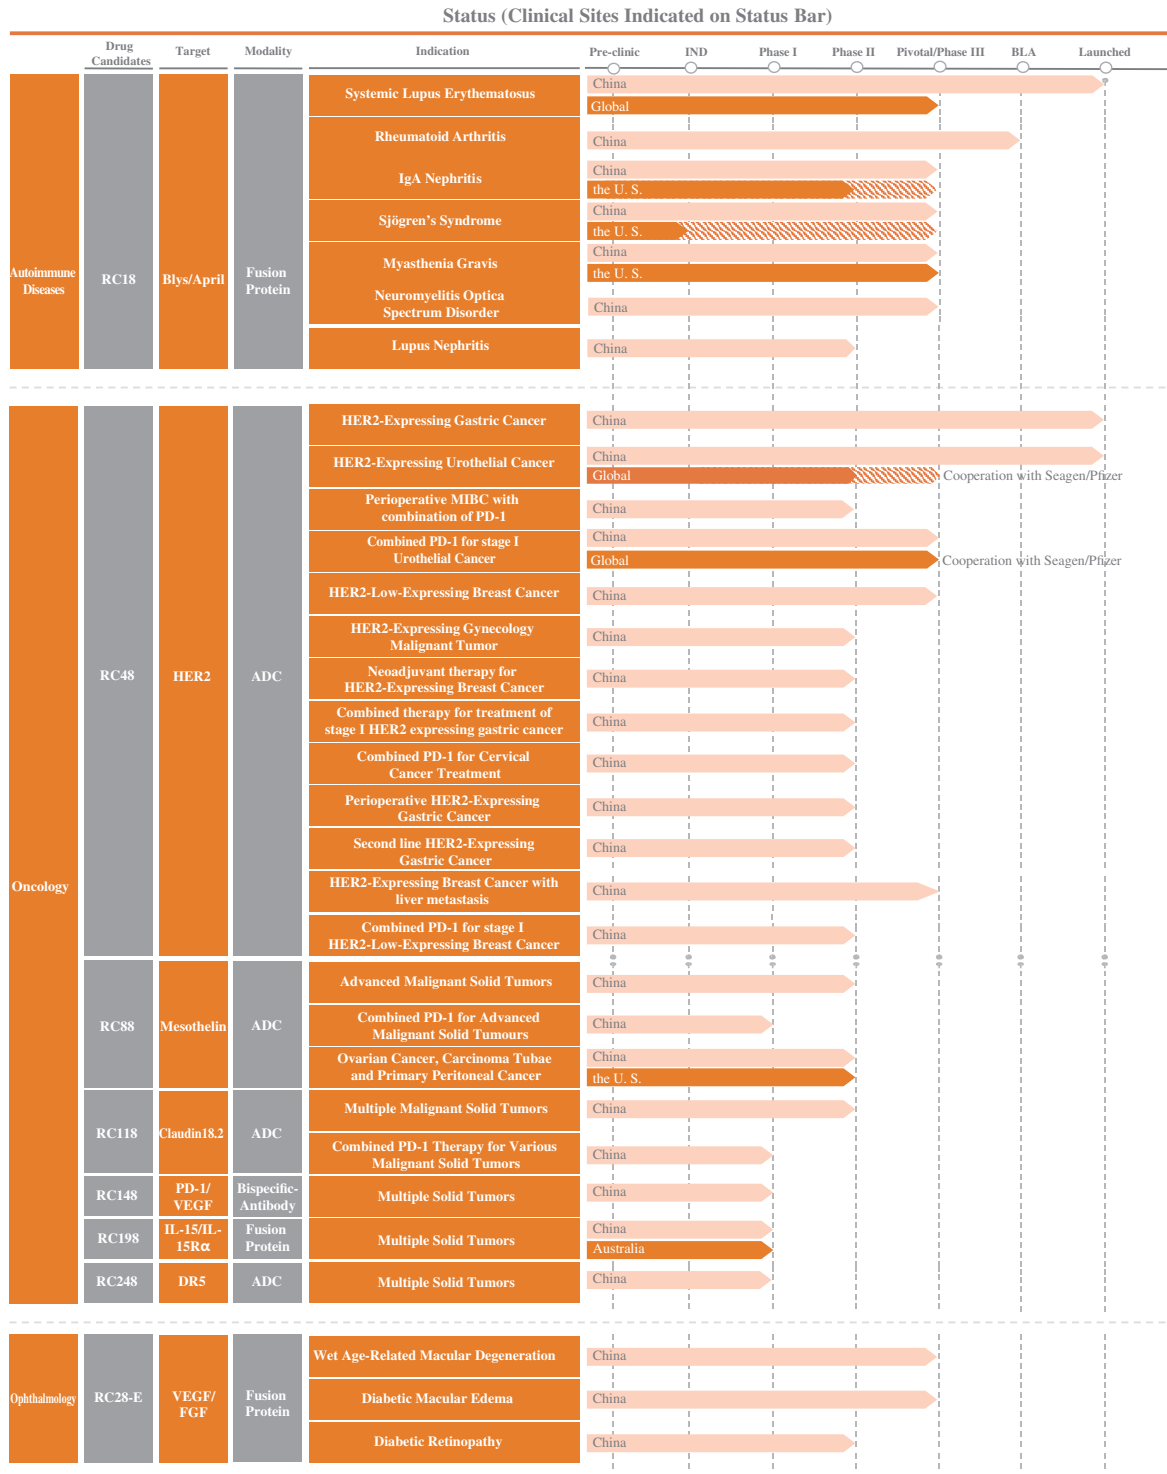 Status (Clinical Sites Indicated on Status Bar)
Drug
Candidates
Target
Modality
Indication
Pre-clinic
IND
Phase I
Phase II
Pivotal/Phase III
BLA
Launched
Autoimmune
Diseases
RC18
Blys/April
Fusion
Protein
Systemic Lupus Erythematosus
China
Global
Rheumatoid Arthritis
China
IgA Nephritis
China
the U. S.
Sjögren's Syndrome
China
the U. S.
Myasthenia Gravis
China
the U. S.
Neuromyelitis Optica
Spectrum Disorder
China
Lupus Nephritis
China
Oncology
RC48
HER2
ADC
HER2-Expressing Gastric Cancer
China
HER2-Expressing Urothelial Cancer
China
Global
Cooperation with Seagen/Pfizer
Perioperative MIBC with
combination of PD-1
China
Combined PD-1 for stage I
Urothelial Cancer
China
Global
Cooperation with Seagen/Pfizer
HER2-Low-Expressing Breast Cancer
China
HER2-Expressing Gynecology
Malignant Tumor
China
Neoadjuvant therapy for
HER2-Expressing Breast Cancer
China
Combined therapy for treatment of
stage I HER2 expressing gastric cancer
China
Combined PD-1 for Cervical
Cancer Treatment
China
Perioperative HER2-Expressing
Gastric Cancer
China
Second line HER2-Expressing
Gastric Cancer
China
HER2-Expressing Breast Cancer with
liver metastasis
China
Combined PD-1 for stage I
HER2-Low-Expressing Breast Cancer
China
RC88
Mesothelin
ADC
Advanced Malignant Solid Tumors
China
Combined PD-1 for Advanced
Malignant Solid Tumours
China
Ovarian Cancer, Carcinoma Tubae
and Primary Peritoneal Cancer
China
the U. S.
RC118
Claudin18.2
ADC
Multiple Malignant Solid Tumors
China
Combined PD-1 Therapy for Various
Malignant Solid Tumors
China
RC148
PD-1/
VEGF
Bispecific-
Antibody
Multiple Solid Tumors
China
RC198
IL-15/IL-
15Rα
Fusion
Protein
Multiple Solid Tumors
China
Australia
RC248
DR5
ADC
Multiple Solid Tumors
China
Ophthalmology
RC28-E
VEGF/
FGF
Fusion
Protein
Wet Age-Related Macular Degeneration
China
Diabetic Macular Edema
China
Diabetic Retinopathy
China